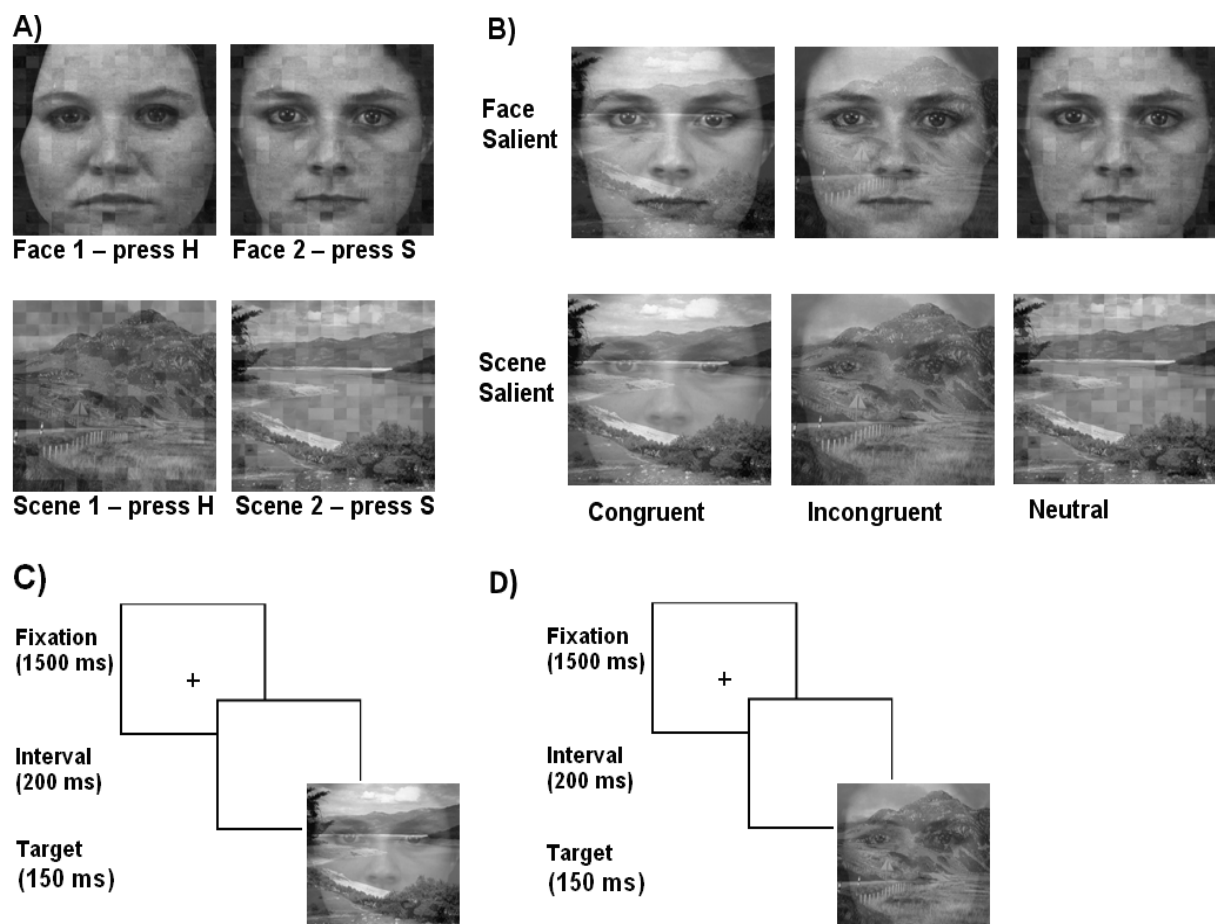 A)
Face 1 – press H
Face 2 – press S
Scene 1 – press H
Scene 2 – press S
B)
Face
Salient
Scene
Salient
Congruent
Incongruent
Neutral
C)
Fixation
(1500 ms)
+
Interval
(200 ms)
Target
(150 ms)
D)
Fixation
(1500 ms)
+
Interval
(200 ms)
Target
(150 ms)